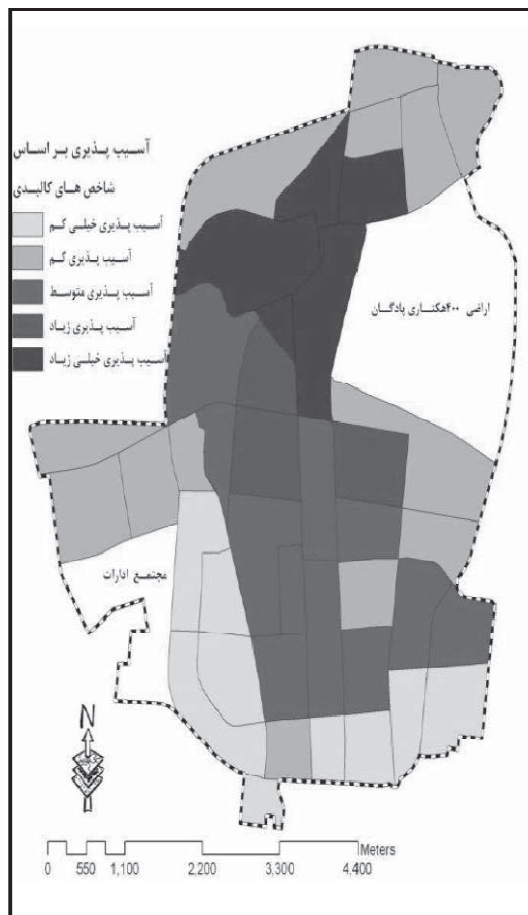 آسیب پذیری بر اساس
شاخص های کالبدی
آسیب پذیری خیلی کم
آسیب پذیری کم
آسیب پذیری متوسط
آسیب پذیری زیاد
آسیب پذیری خیلی زیاد
اراضی ۴۰۰هکتاری پادگان
مجتمع ادارات
N
Meters
0 550 1,100 2,200 3,300 4,400